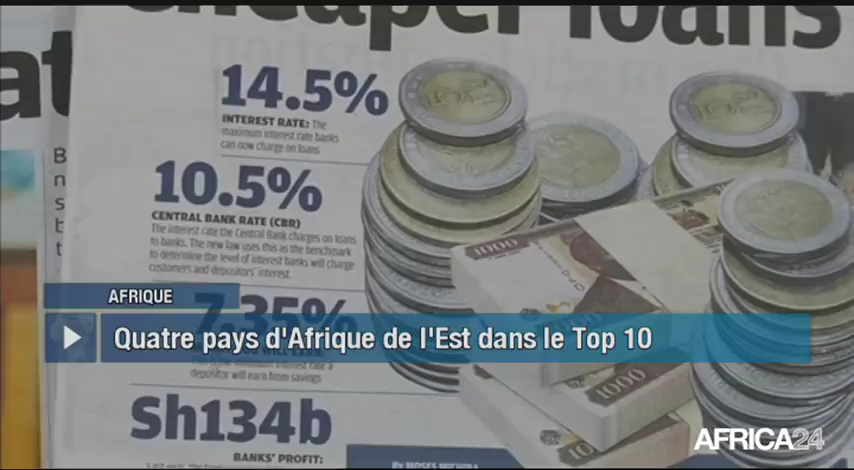 cheaper loans
at
14.5%
INTEREST RATE: The
maximum interest rate banks
can now charge on loans
10.5%
CENTRAL BANK RATE (CBR)
The interest rate the Central Bank charges on loans
to banks. The new law uses this as the benchmark
to determine the level of interest banks will charge
customers and depositors' interest.
B
n
s
b
t
1000
AFRIQUE
7.35%
Quatre pays d'Afrique de l'Est dans le Top 10
depositor will earn from savings
1000
Sh134b
BANKS' PROFIT:
AFRICA24